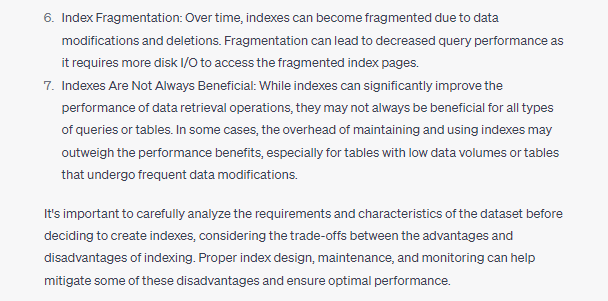 6. Index Fragmentation: Over time, indexes can become fragmented due to data
modifications and deletions. Fragmentation can lead to decreased query performance as
it requires more disk I/O to access the fragmented index pages.
7. Indexes Are Not Always Beneficial: While indexes can significantly improve the
performance of data retrieval operations, they may not always be beneficial for all types
of queries or tables. In some cases, the overhead of maintaining and using indexes may
outweigh the performance benefits, especially for tables with low data volumes or tables
that undergo frequent data modifications.
It's important to carefully analyze the requirements and characteristics of the dataset before
deciding to create indexes, considering the trade-offs between the advantages and
disadvantages of indexing. Proper index design, maintenance, and monitoring can help
mitigate some of these disadvantages and ensure optimal performance.